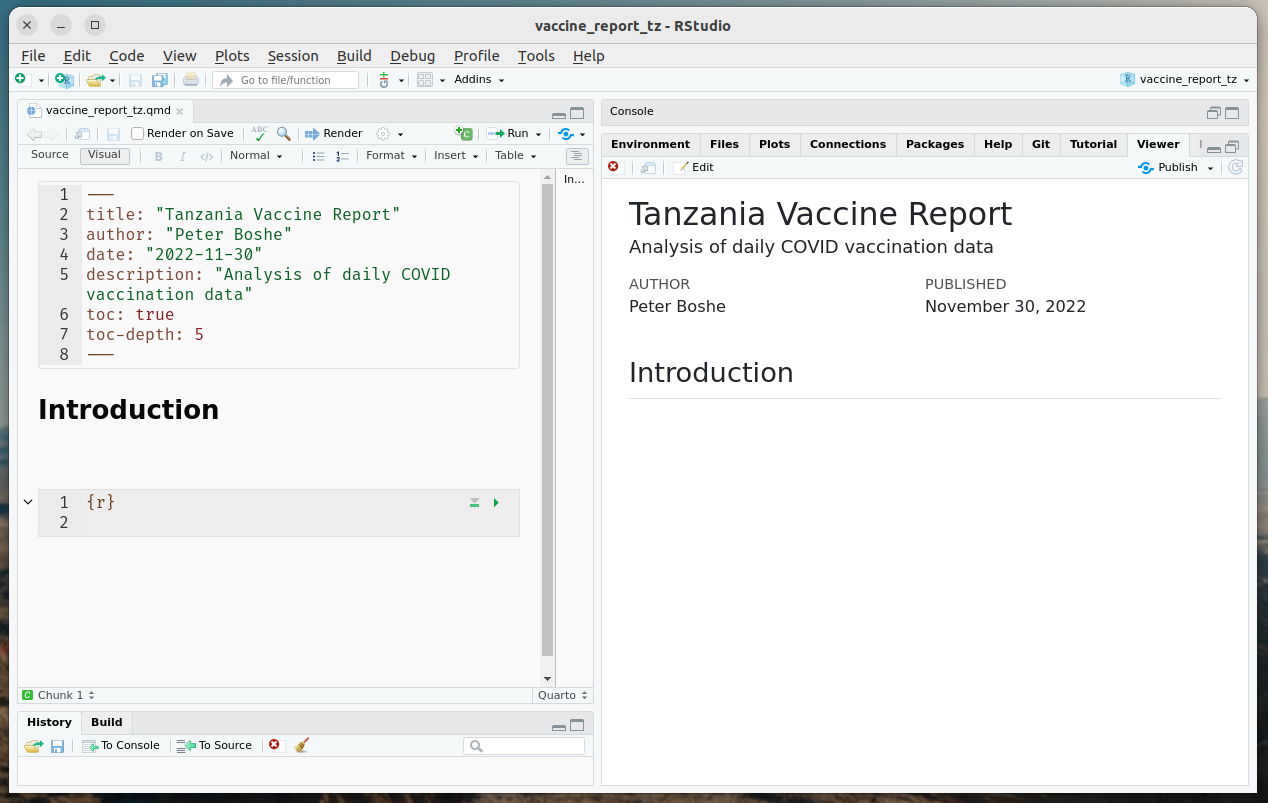 vaccine_report_tz - RStudio
File Edit Code View Plots Session Build Debug Profile Tools Help
Go to file/function Addins vaccine_report_tz
vaccine_report_tz.qmd
Render on Save ABC Render Run
Source Visual B I </> Normal Format Insert Table
In...
1 ---
2 title: "Tanzania Vaccine Report"
3 author: "Peter Boshe"
4 date: "2022-11-30"
5 description: "Analysis of daily COVID
vaccination data"
6 toc: true
7 toc-depth: 5
8 ---
Introduction
1 {r}
2
C Chunk 1 Quarto
History Build
To Console To Source
Console
Environment Files Plots Connections Packages Help Git Tutorial Viewer
Edit Publish
Tanzania Vaccine Report
Analysis of daily COVID vaccination data
AUTHOR PUBLISHED
Peter Boshe November 30, 2022
Introduction